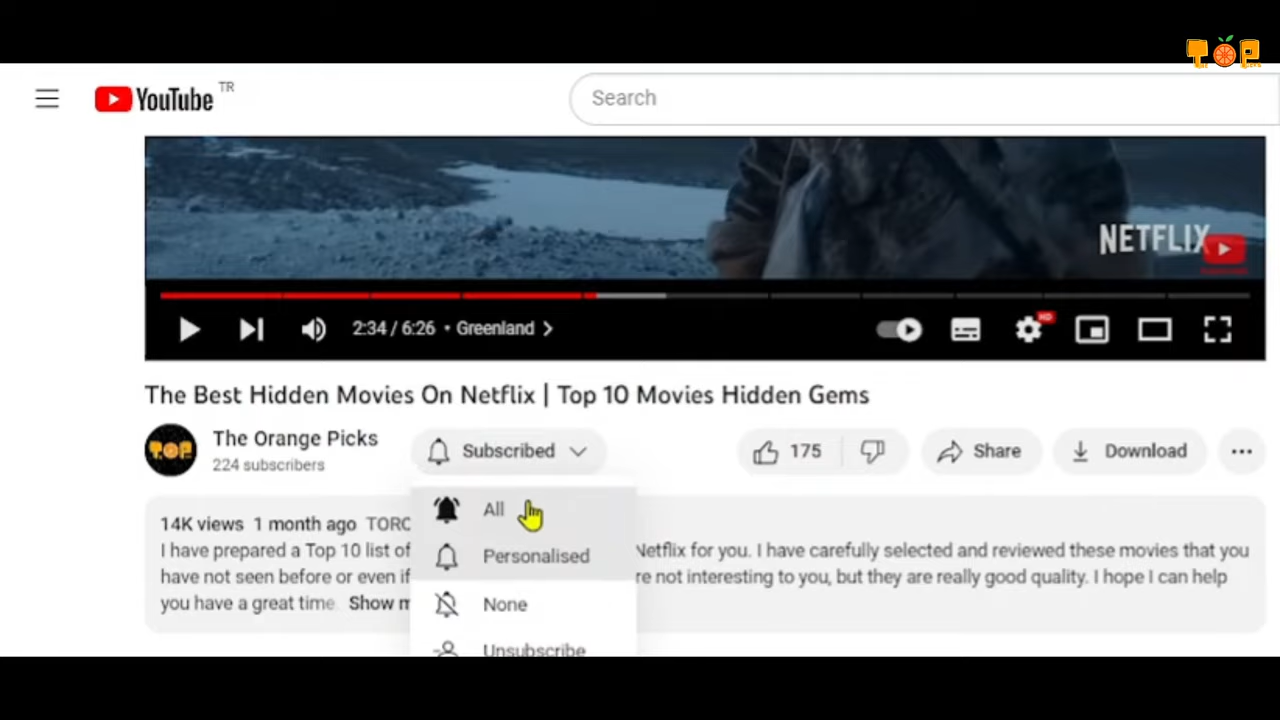 TOP
YouTube TR
Search
NETFLIX
2:34 / 6:26 • Greenland
HD
The Best Hidden Movies On Netflix | Top 10 Movies Hidden Gems
TOP
The Orange Picks
224 subscribers
Subscribed
175
Share
Download
All
Personalised
None
Unsubscribe
14K views 1 month ago
I have prepared a Top 10 list of Netflix for you. I have carefully selected and reviewed these movies that you
have not seen before or even if re not interesting to you, but they are really good quality. I hope I can help
you have a great time. Show m